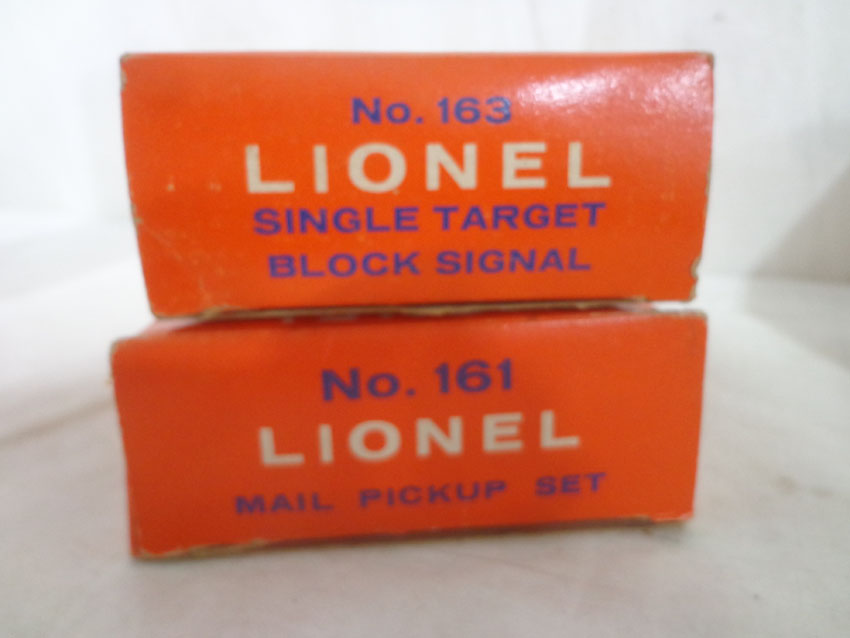 No. 163
LIONEL
SINGLE TARGET
BLOCK SIGNAL
No. 161
LIONEL
MAIL PICKUP SET